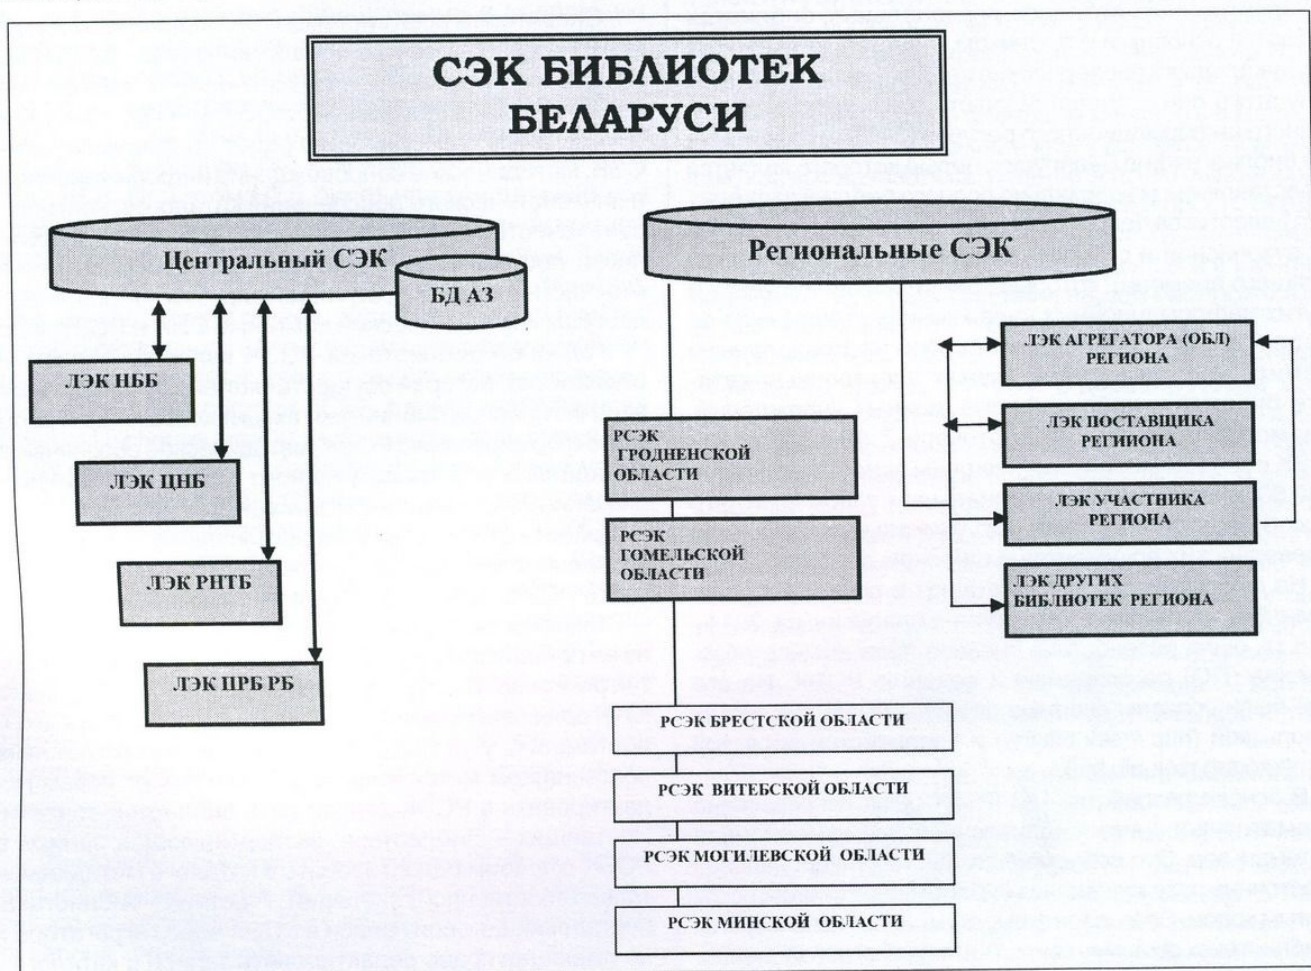 СЭК БИБЛИОТЕК
БЕЛАРУСИ
Центральный СЭК
БД АЗ
ЛЭК НББ
ЛЭК ЦНБ
ЛЭК РНТБ
ЛЭК ПРБ РБ
Региональные СЭК
РСЭК
ГРОДНЕНСКОЙ
ОБЛАСТИ
РСЭК
ГОМЕЛЬСКОЙ
ОБЛАСТИ
РСЭК БРЕСТСКОЙ ОБЛАСТИ
РСЭК ВИТЕБСКОЙ ОБЛАСТИ
РСЭК МОГИЛЕВСКОЙ ОБЛАСТИ
РСЭК МИНСКОЙ ОБЛАСТИ
ЛЭК АГРЕГАТОРА (ОБЛ)
РЕГИОНА
ЛЭК ПОСТАВЩИКА
РЕГИИОНА
ЛЭК УЧАСТНИКА
РЕГИОНА
ЛЭК ДРУГИХ
БИБЛИОТЕК РЕГИОНА